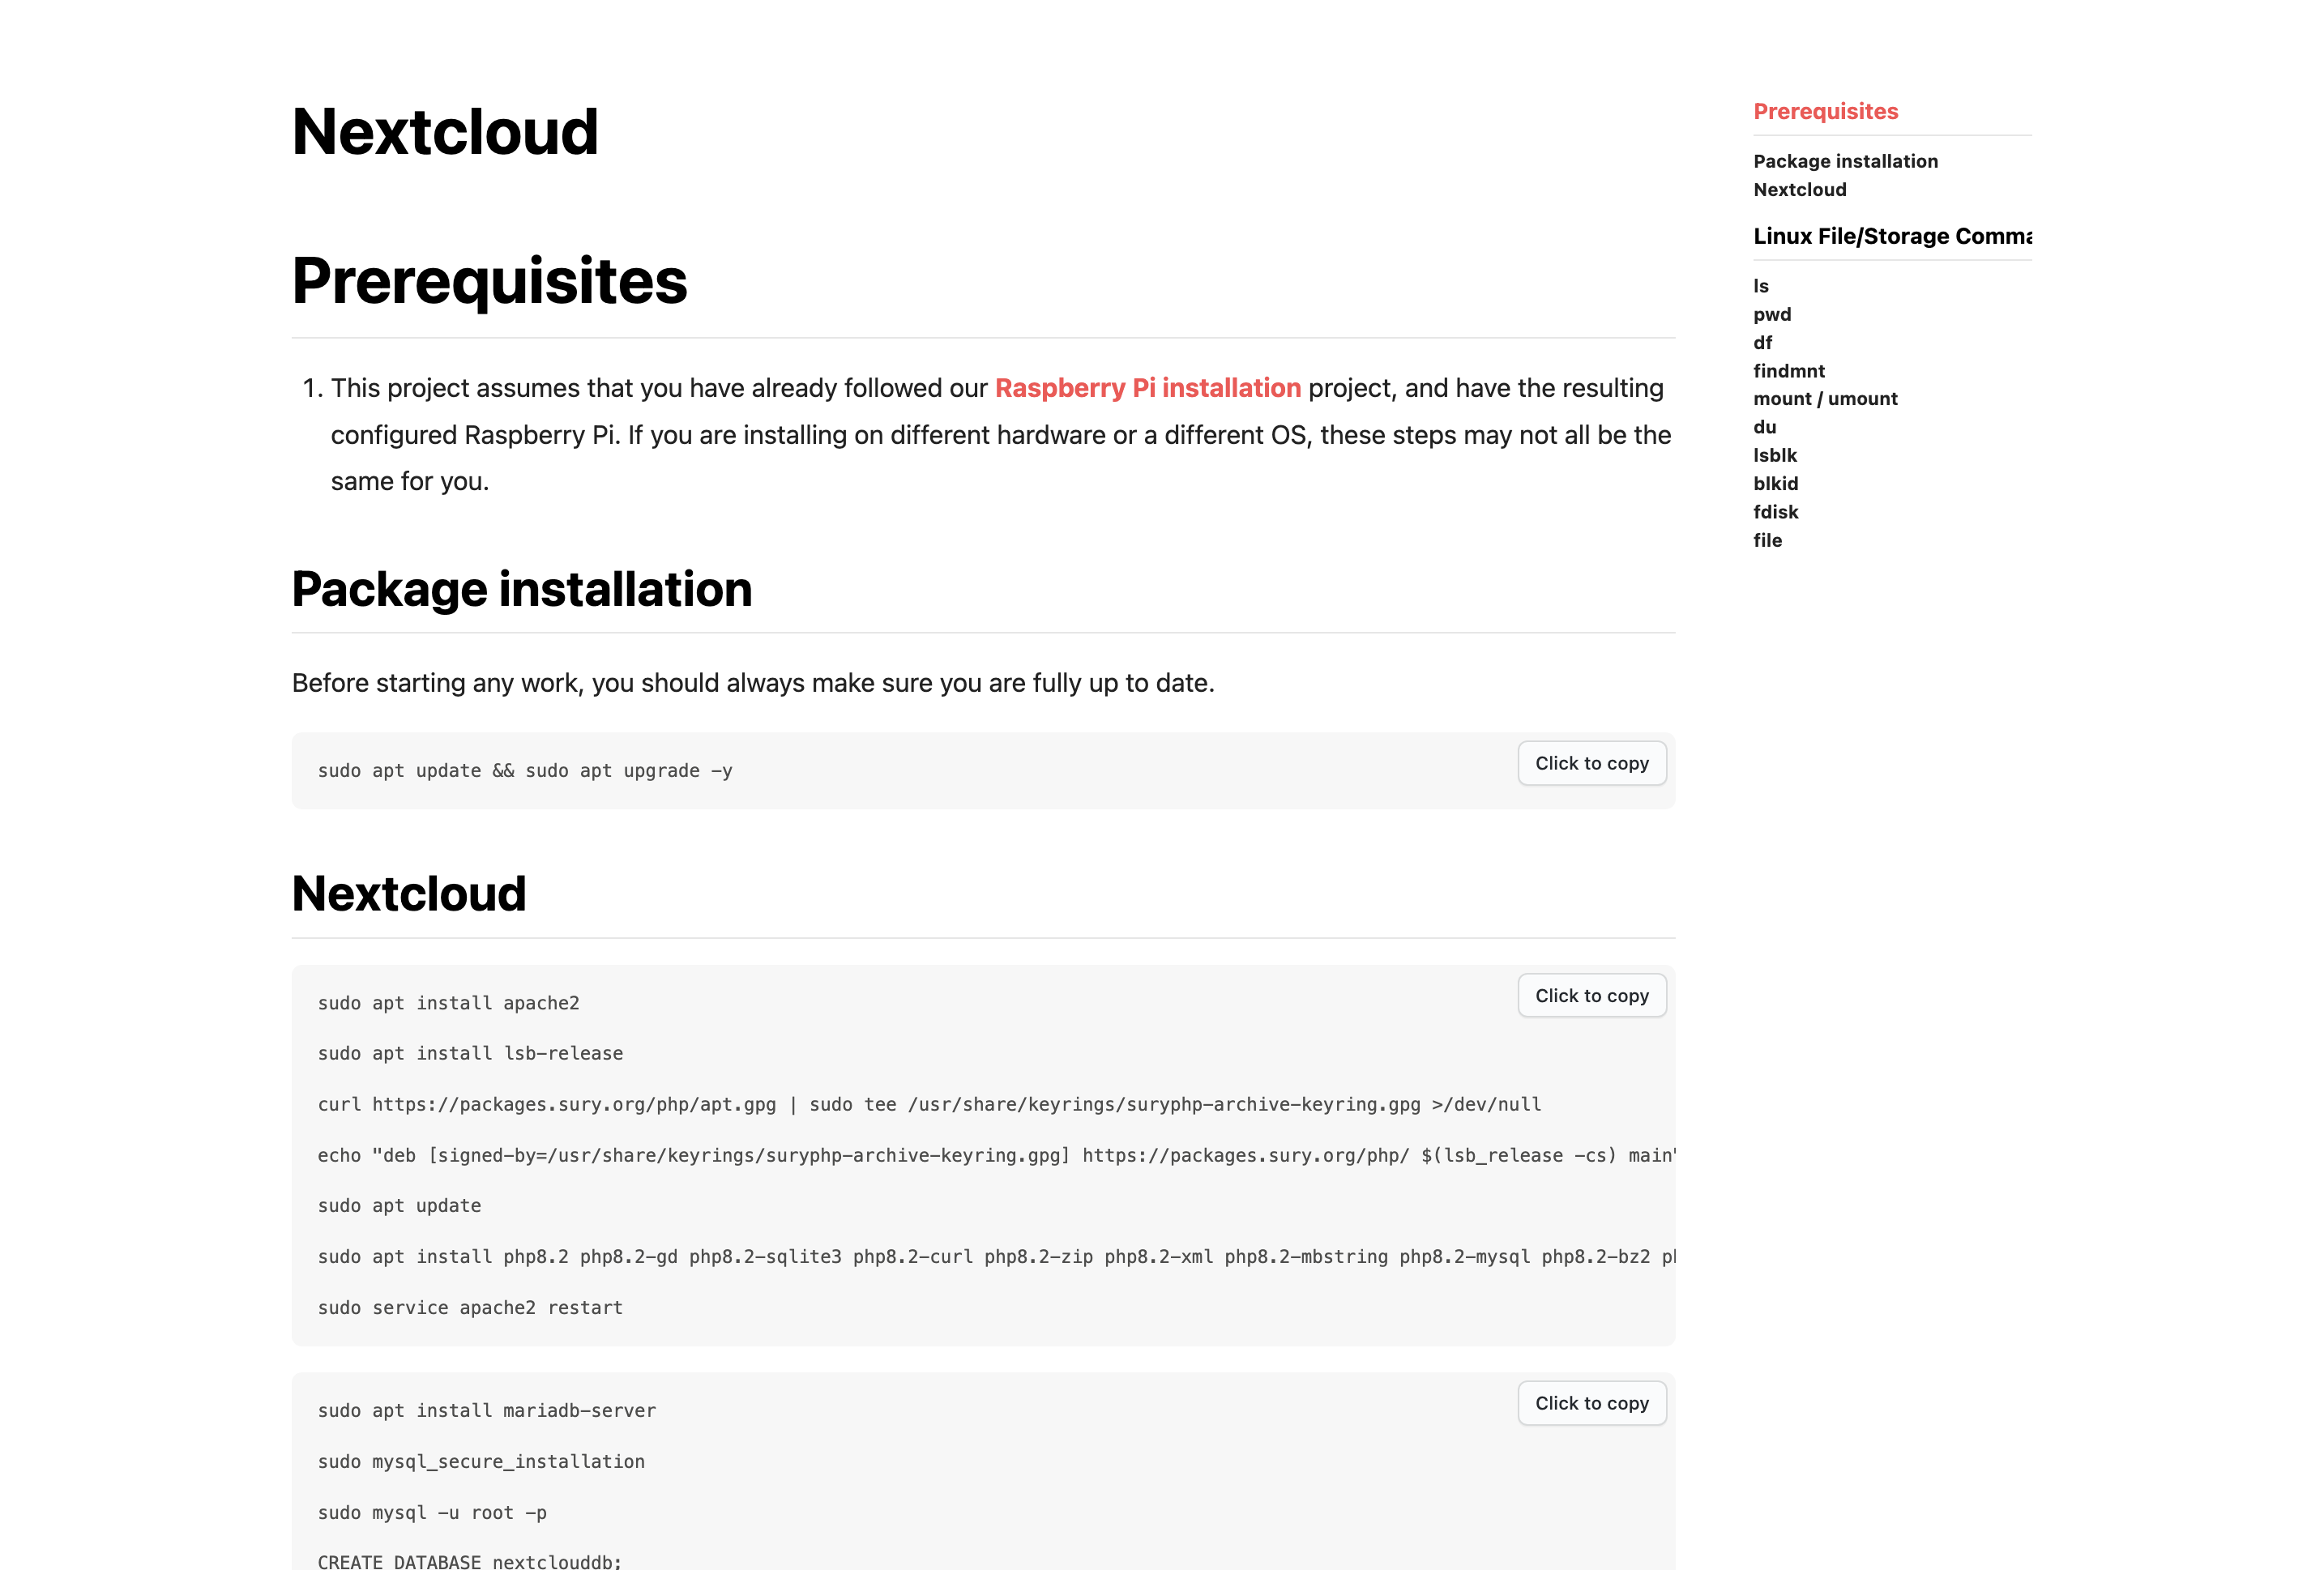 Nextcloud
Prerequisites
1. This project assumes that you have already followed our Raspberry Pi installation project, and have the resulting
configured Raspberry Pi. If you are installing on different hardware or a different OS, these steps may not all be the
same for you.
Package installation
Before starting any work, you should always make sure you are fully up to date.
sudo apt update && sudo apt upgrade -y
Click to copy
Nextcloud
Click to copy
sudo apt install apache2
sudo apt install lsb-release
curl https://packages.sury.org/php/apt.gpg | sudo tee /usr/share/keyrings/suryphp-archive-keyring.gpg >/dev/null
echo "deb [signed-by=/usr/share/keyrings/suryphp-archive-keyring.gpg] https://packages.sury.org/php/ $(lsb_release -cs) main"
sudo apt update
sudo apt install php8.2 php8.2-gd php8.2-sqlite3 php8.2-curl php8.2-zip php8.2-xml php8.2-mbstring php8.2-mysql php8.2-bz2
sudo service apache2 restart
Click to copy
sudo apt install mariadb-server
sudo mysql_secure_installation
sudo mysql -u root -p
CREATE DATABASE nextclouddb;
Prerequisites
Package installation
Nextcloud
Linux File/Storage
ls
pwd
df
findmnt
mount / umount
du
lsblk
blkid
fdisk
file